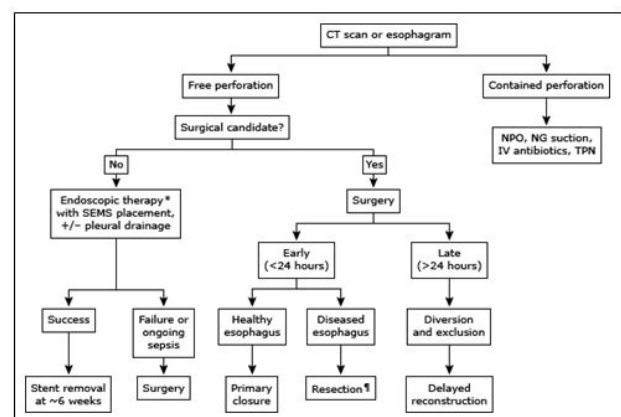 CT scan or esophagram
Free perforation
Contained perforation
Surgical candidate?
NPO, NG suction,
IV antibiotics, TPN
No
Yes
Endoscopic therapy*
with SEMS placement,
+/– pleural drainage
Surgery
Early
(<24 hours)
Late
(>24 hours)
Success
Failure or
ongoing
sepsis
Healthy
esophagus
Diseased
esophagus
Diversion
and exclusion
Stent removal
at ~6 weeks
Surgery
Primary
closure
Resection¶
Delayed
reconstruction